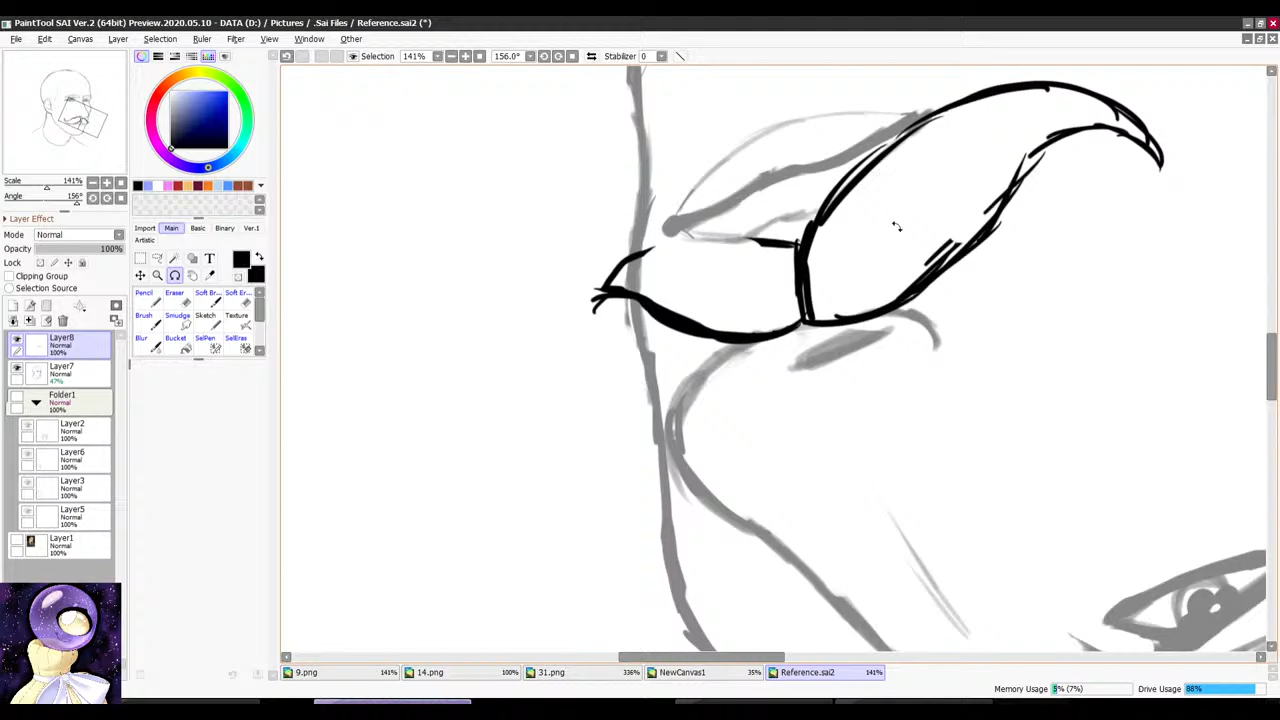 PaintTool SAI Ver.2 (64bit) Preview.2020.05.10 - DATA (D:) / Pictures / .Sai Files / Reference.sai2 (*)
File Edit Canvas Layer Selection Ruler Filter View Window Other
Selection 141% 156.0° Stabilizer 0
Scale 141%
Angle 156°
Layer Effect
Mode Normal
Opacity 100%
Lock
Clipping Group
Selection Source
Layer8
Normal
100%
Layer7
Normal
47%
Folder1
Normal
100%
Layer2
Normal
100%
Layer6
Normal
100%
Layer3
Normal
100%
Layer5
Normal
100%
Layer1
Normal
100%
Import Main Basic Ver.1
Artistic Binary
T
Pencil Eraser Soft Br... Soft Er...
Brush Smudge Sketch Texture
Blur Bucket SelPen SelEras
9.png 141% 14.png 100% 31.png 336% NewCanvas1 35% Reference.sai2 141%
Memory Usage 5% (7%) Drive Usage 88%